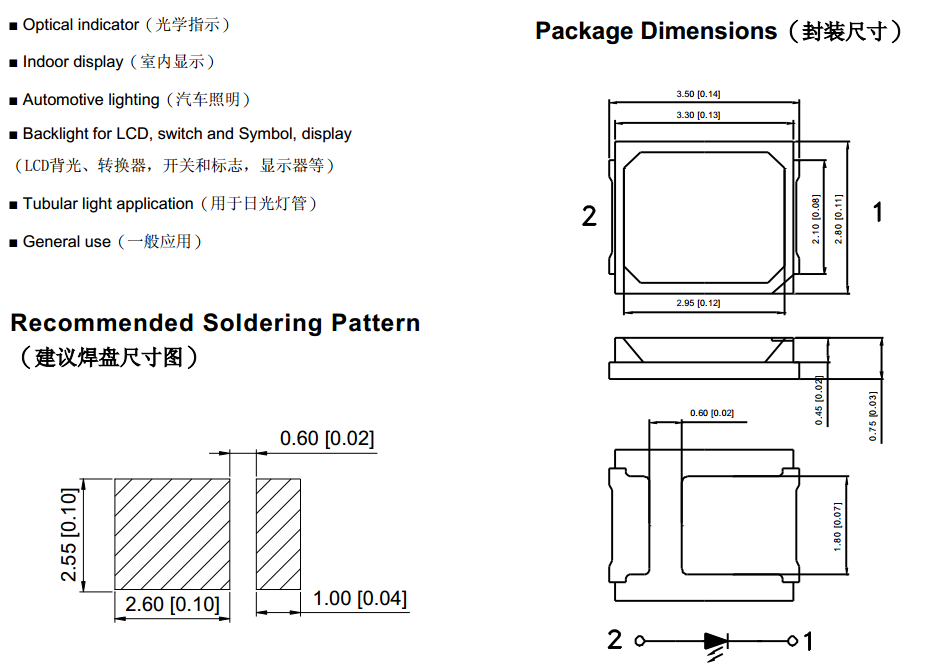 ■ Optical indicator（光学指示）
■ Indoor display（室内显示）
■ Automotive lighting（汽车照明）
■ Backlight for LCD, switch and Symbol, display
（LCD背光、转换器，开关和标志，显示器等）
■ Tubular light application（用于日光灯管）
■ General use（一般应用）
Recommended Soldering Pattern
（建议焊盘尺寸图）
0.60 [0.02]
2.55 [0.10]
2.60 [0.10]
1.00 [0.04]
Package Dimensions（封装尺寸）
3.50 [0.14]
3.30 [0.13]
2
2.10 [0.08]
2.80 [0.11]
1
2.95 [0.12]
0.45 [0.02]
0.75 [0.03]
0.60 [0.02]
1.80 [0.07]
2
1